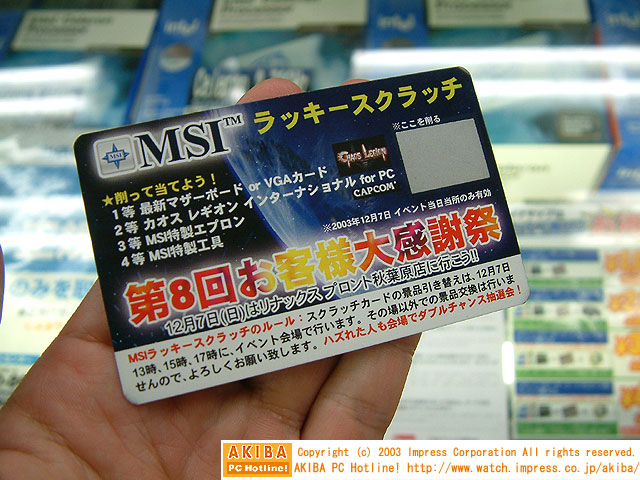 MSI™ ラッキースクラッチ
MSI
※ここを削る
★削って当てよう！
1等 最新マザーボード or VGAカード
2等 カオス レギオン インターナショナル for PC
3等 MSI特製エプロン
4等 MSI特製工具
CHAOS LEGION
CAPCOM
※2003年12月7日 イベント当日当所のみ有効
第8回お客様大感謝祭
12月7日(日)はリナックス プロント秋葉原店に行こう!!
MSIラッキースクラッチのルール：スクラッチカードの景品引き替えは、12月7日
13時、15時、17時に、イベント会場で行います。その場以外での景品交換は行いま
せんので、よろしくお願い致します。ハズれた人も会場でダブルチャンス抽選会！
intel
AKIBA
PC Hotline!
Copyright (c) 2003 Impress Corporation All rights reserved.
AKIBA PC Hotline! http://www.watch.impress.co.jp/akiba/